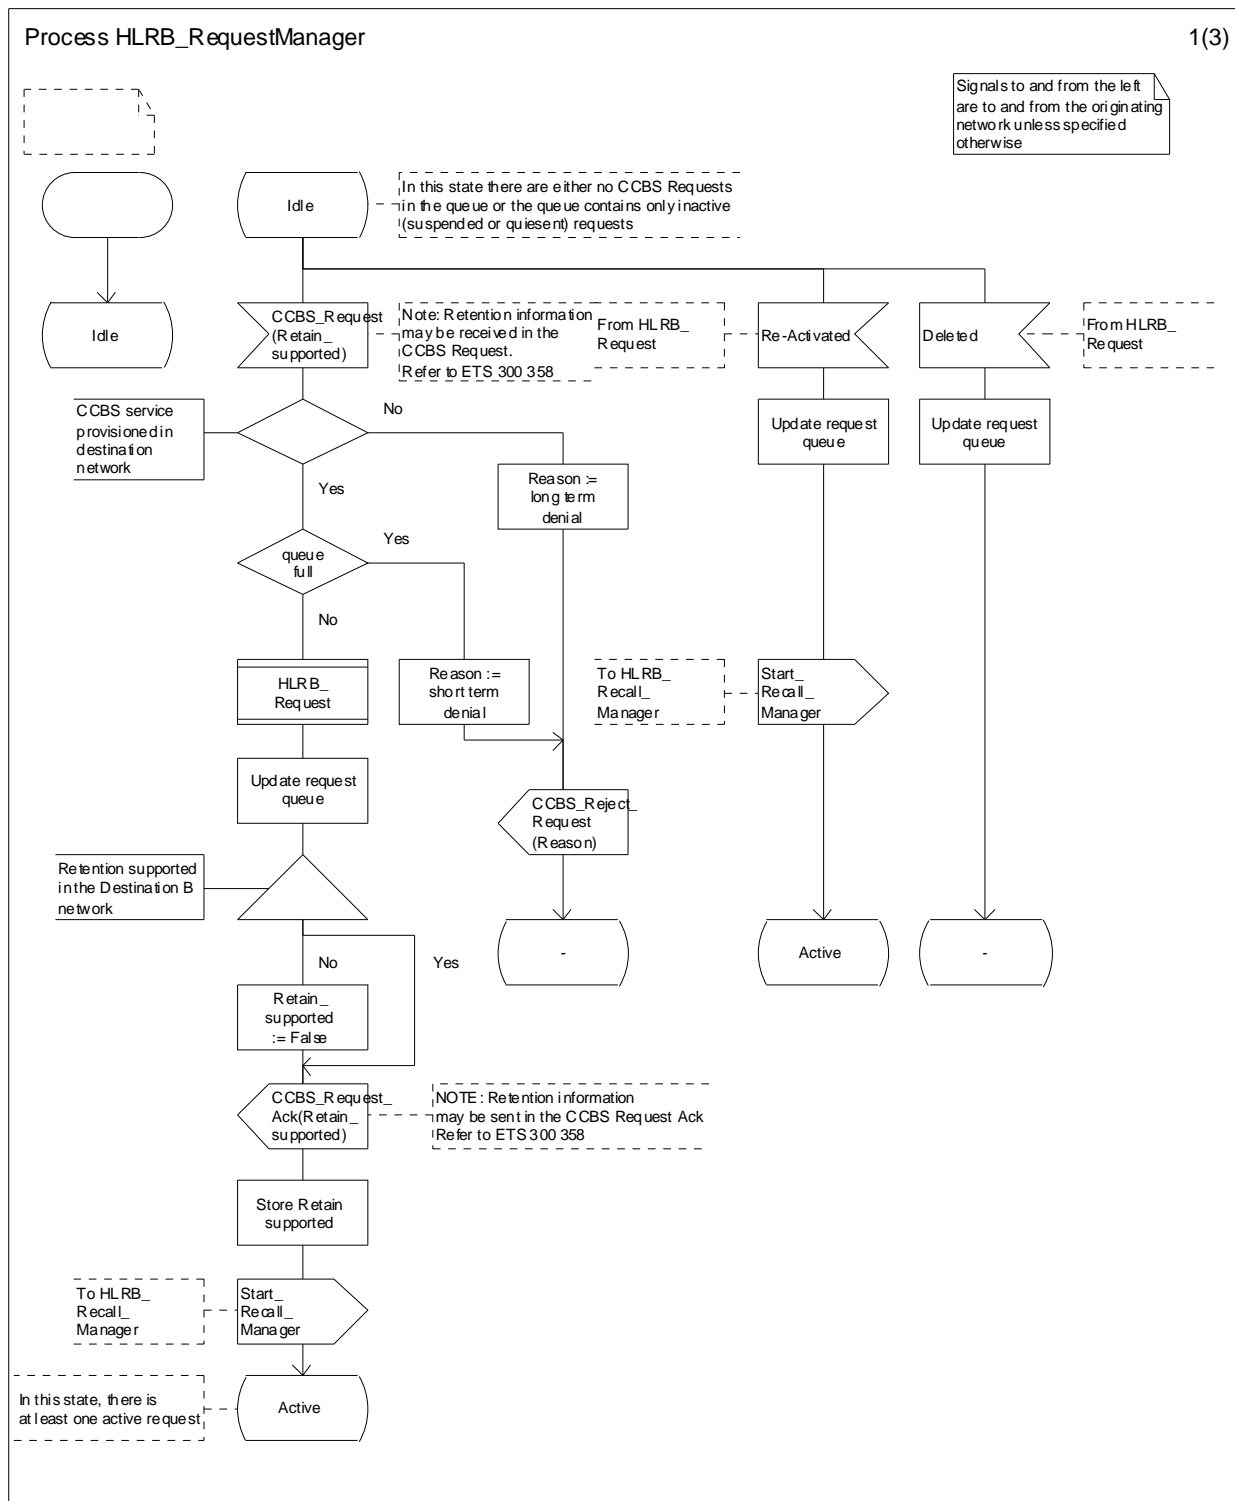 Process HLRB_RequestManager
1(3)
Signals to and from the left
are to and from the originating
network unless specified
otherwise
Idle
In this state there are either no CCBS Requests
in the queue or the queue contains only inactive
(suspended or quiesent) requests
Idle
CCBS_Request
(Retain_
supported)
Note: Retention information
may be received in the
CCBS Request.
Refer to ETS 300 358
From HLRB_
Request
Re-Activated
Deleted
From HLRB_
Request
CCBS service
provisioned in
destination
network
No
Yes
Update request
queue
Update request
queue
Reason :=
long term
denial
queue
full
Yes
No
HLRB_
Request
Reason :=
short term
denial
To HLRB_
Recall_
Manager
Start_
Recall_
Manager
Update request
queue
CCBS_Reject_
Request
(Reason)
Retention supported
in the Destination B
network
No
Yes
-
Active
-
Retain_
supported
:= False
CCBS_Request_
Ack(Retain_
supported)
NOTE: Retention information
may be sent in the CCBS Request Ack
Refer to ETS 300 358
Store Retain
supported
To HLRB_
Recall_
Manager
Start_
Recall_
Manager
In this state, there is
at least one active request
Active